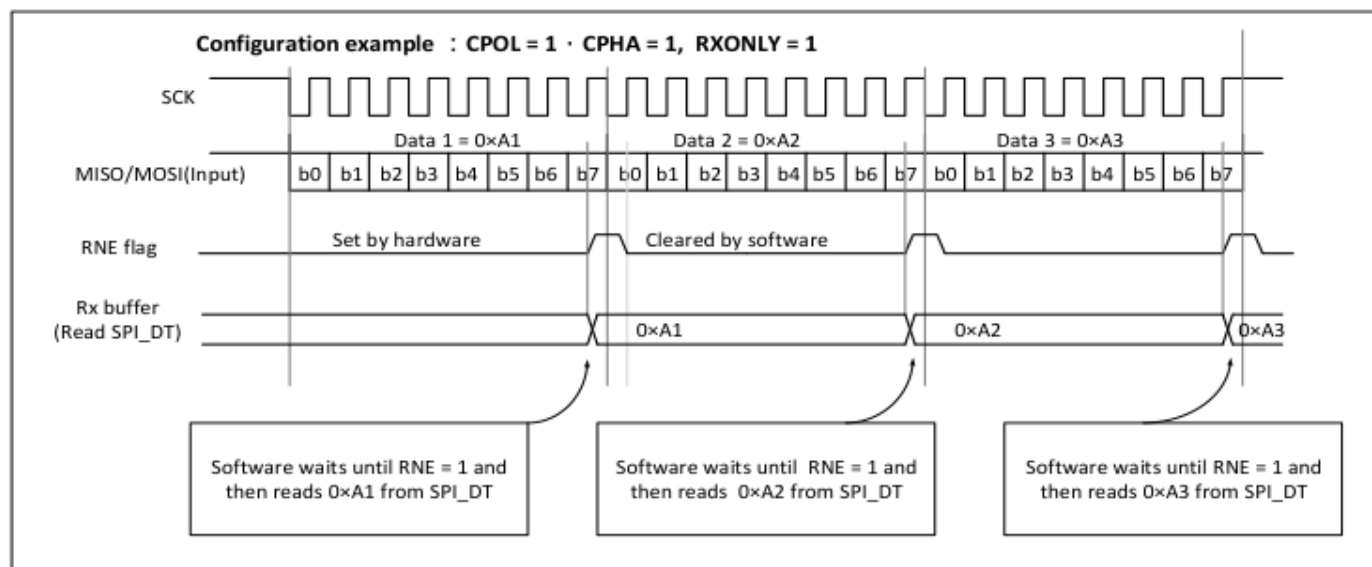 Configuration example : CPOL = 1 · CPHA = 1, RXONLY = 1
SCK
Data 1 = 0×A1 Data 2 = 0×A2 Data 3 = 0×A3
MISO/MOSI(Input) b0 b1 b2 b3 b4 b5 b6 b7 b0 b1 b2 b3 b4 b5 b6 b7 b0 b1 b2 b3 b4 b5 b6 b7
RNE flag Set by hardware Cleared by software
Rx buffer
(Read SPI_DT) 0×A1 0×A2 0×A3
Software waits until RNE = 1 and
then reads 0×A1 from SPI_DT
Software waits until RNE = 1 and
then reads 0×A2 from SPI_DT
Software waits until RNE = 1 and
then reads 0×A3 from SPI_DT